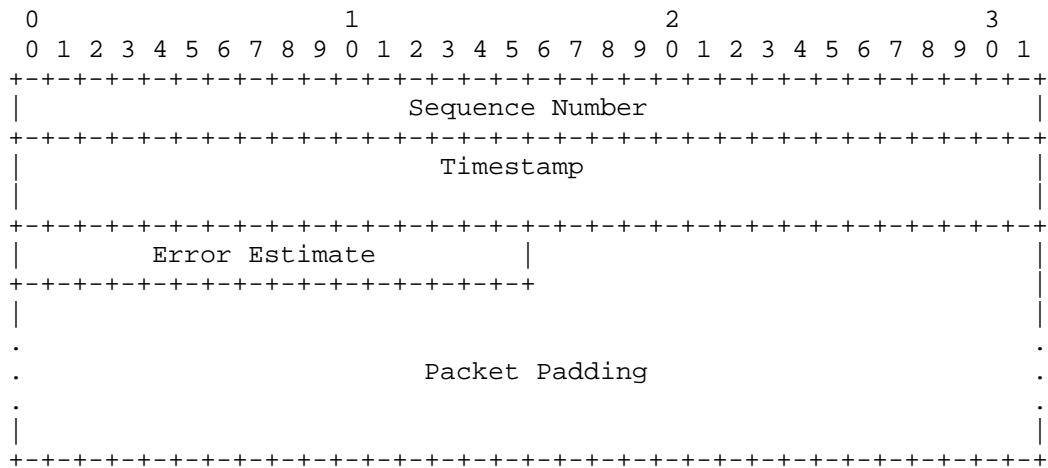 0                   1                   2                   3
 0 1 2 3 4 5 6 7 8 9 0 1 2 3 4 5 6 7 8 9 0 1 2 3 4 5 6 7 8 9 0 1
+-+-+-+-+-+-+-+-+-+-+-+-+-+-+-+-+-+-+-+-+-+-+-+-+-+-+-+-+-+-+-+-+
|                        Sequence Number                        |
+-+-+-+-+-+-+-+-+-+-+-+-+-+-+-+-+-+-+-+-+-+-+-+-+-+-+-+-+-+-+-+-+
|                          Timestamp                            |
|                                                               |
+-+-+-+-+-+-+-+-+-+-+-+-+-+-+-+-+-+-+-+-+-+-+-+-+-+-+-+-+-+-+-+-+
|        Error Estimate         |                               |
+-+-+-+-+-+-+-+-+-+-+-+-+-+-+-+-+                               |
|                                                               |
.                                                               .
.                         Packet Padding                        .
.                                                               .
|                                                               |
+-+-+-+-+-+-+-+-+-+-+-+-+-+-+-+-+-+-+-+-+-+-+-+-+-+-+-+-+-+-+-+-+